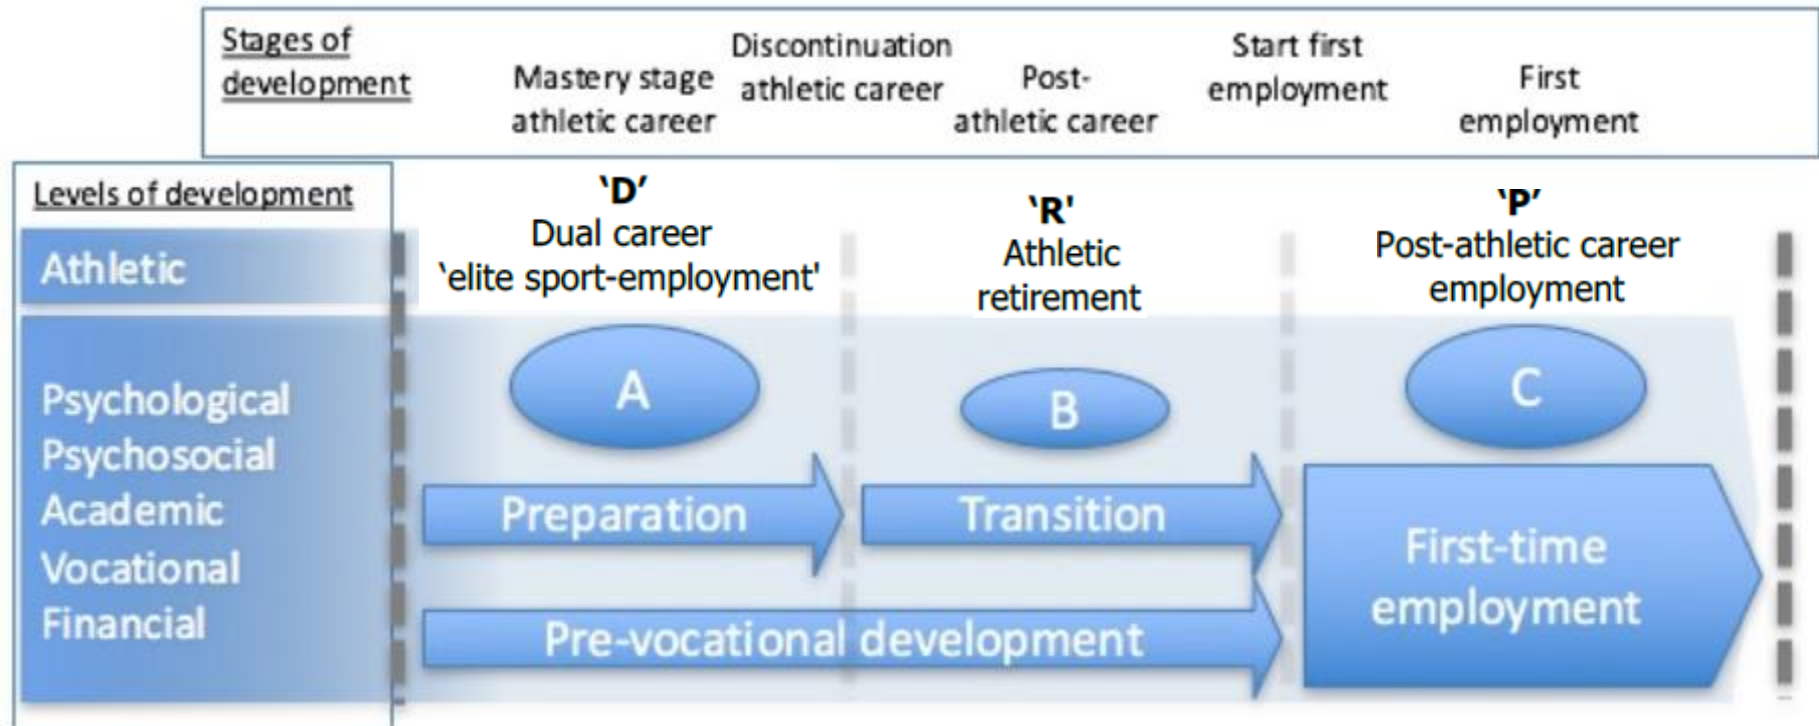 Stages of
development
Mastery stage
athletic career
Discontinuation
athletic career
Post-
athletic career
Start first
employment
First
employment
Levels of development
Athletic
Psychological
Psychosocial
Academic
Vocational
Financial
‘D’
Dual career
‘elite sport-employment'
‘R'
Athletic
retirement
‘P’
Post-athletic career
employment
A
B
C
Preparation
Transition
First-time
employment
Pre-vocational development